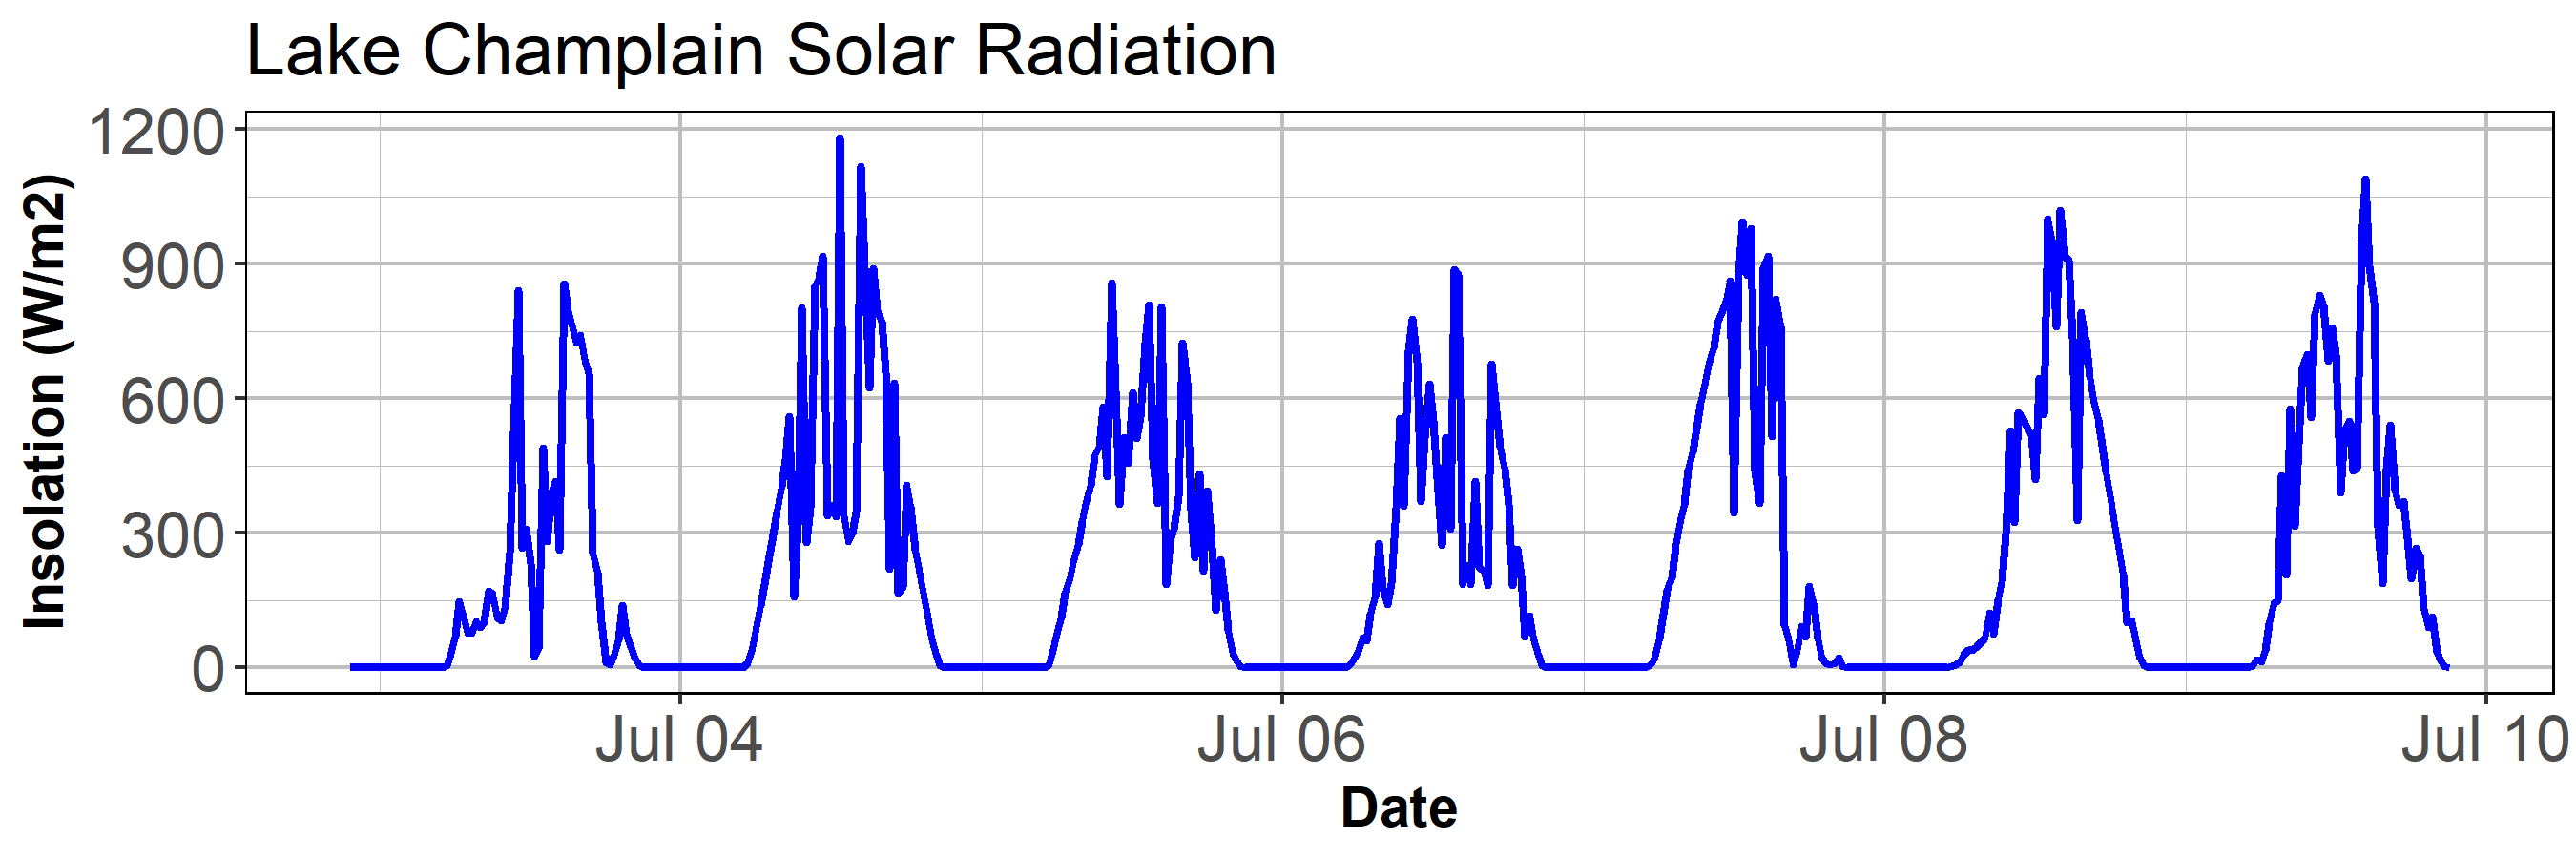 Lake Champlain Solar Radiation
1200
900
600
300
0
Insolation (W/m2)
Jul 04 Jul 06 Jul 08 Jul 10
Date